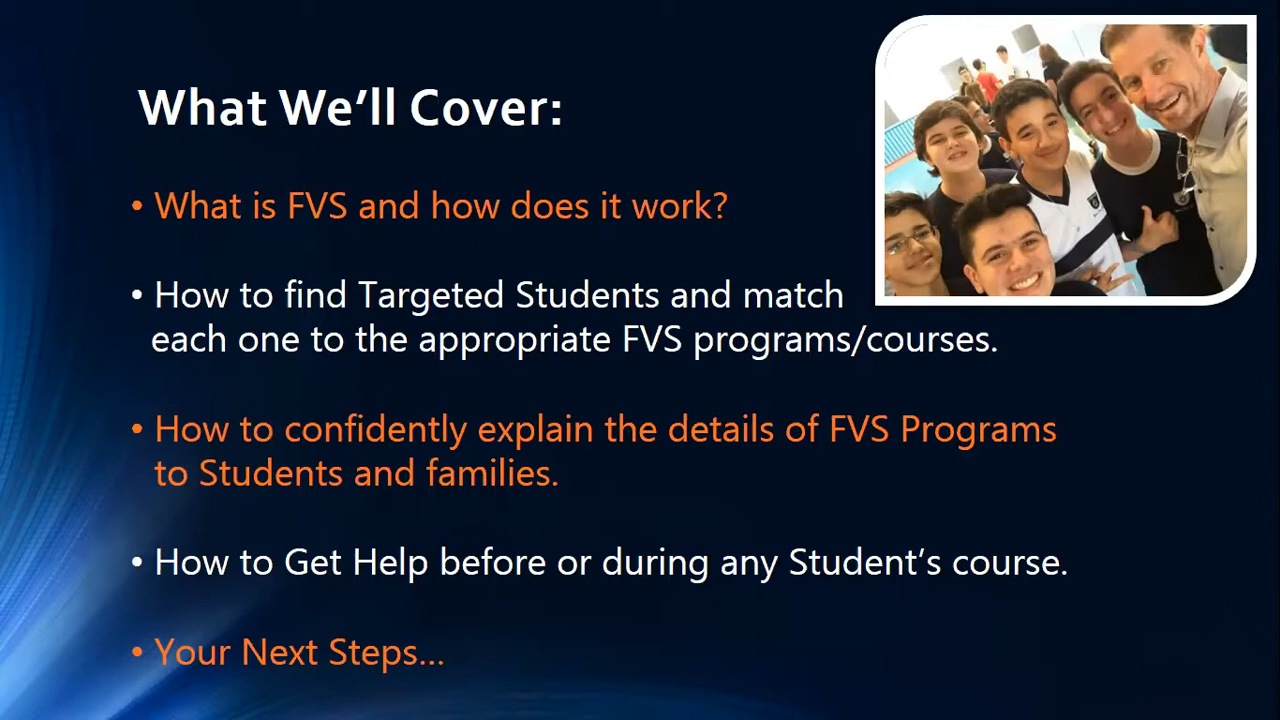 What We’ll Cover:
• What is FVS and how does it work?
• How to find Targeted Students and match
each one to the appropriate FVS programs/courses.
• How to confidently explain the details of FVS Programs
to Students and families.
• How to Get Help before or during any Student’s course.
• Your Next Steps...